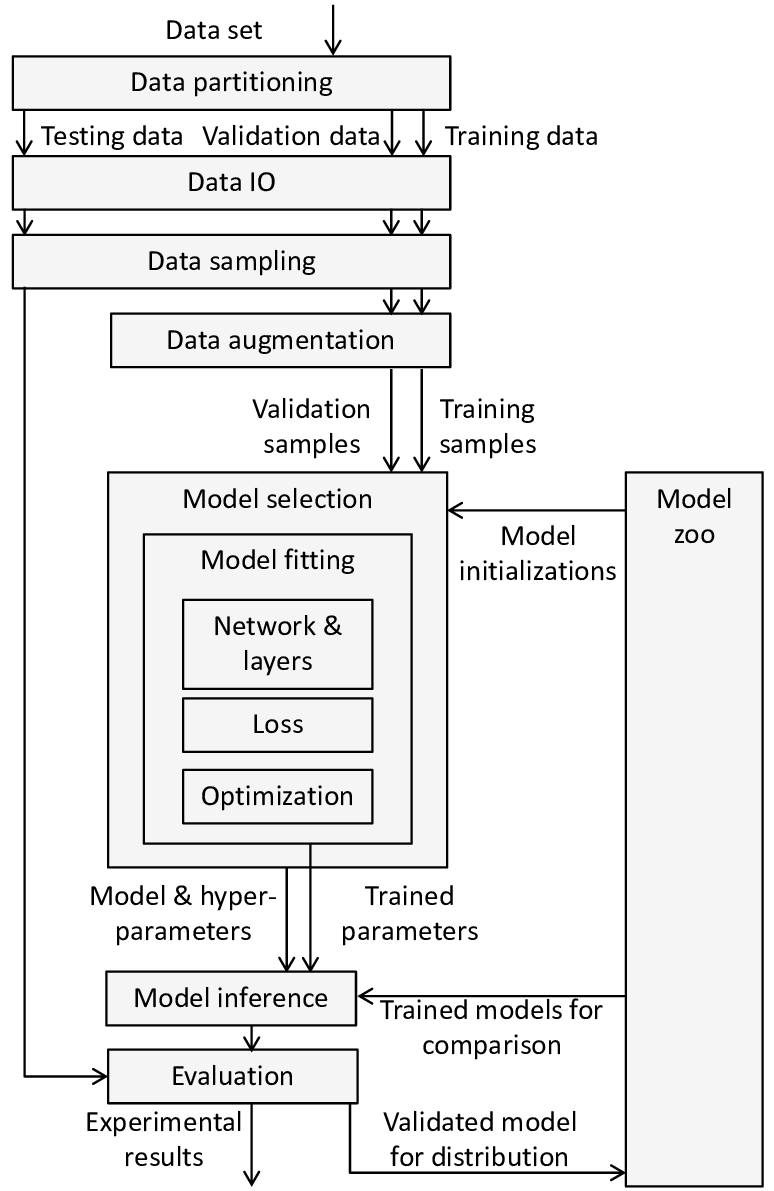 Data set
Data partitioning
Testing data
Validation data
Training data
Data IO
Data sampling
Data augmentation
Validation
samples
Training
samples
Model selection
Model
zoo
Model
initializations
Model fitting
Network &
layers
Loss
Optimization
Model & hyper-
parameters
Trained
parameters
Model inference
Trained models for
comparison
Evaluation
Experimental
results
Validated model
for distribution